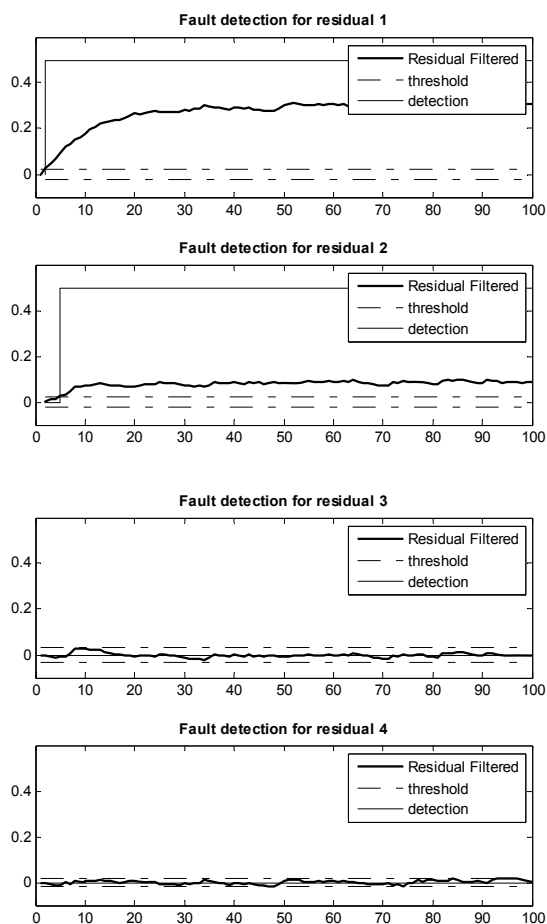 Fault detection for residual 1
Residual Filtered
threshold
detection
0.4
0.2
0
0 10 20 30 40 50 60 70 80 90 100
Fault detection for residual 2
Residual Filtered
threshold
detection
0.4
0.2
0
0 10 20 30 40 50 60 70 80 90 100
Fault detection for residual 3
Residual Filtered
threshold
detection
0.4
0.2
0
0 10 20 30 40 50 60 70 80 90 100
Fault detection for residual 4
Residual Filtered
threshold
detection
0.4
0.2
0
0 10 20 30 40 50 60 70 80 90 100